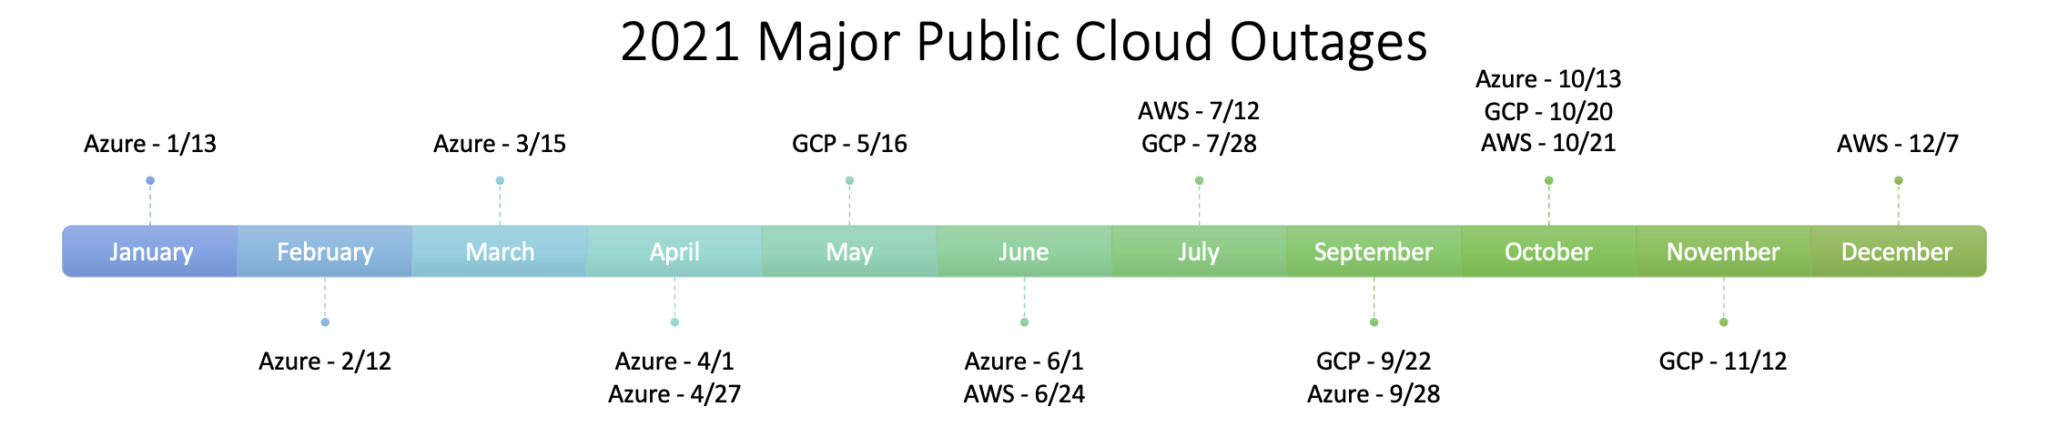 2021 Major Public Cloud Outages
Azure - 1/13
Azure - 3/15
GCP - 5/16
AWS - 7/12
GCP - 7/28
Azure - 10/13
GCP - 10/20
AWS - 10/21
AWS - 12/7
January
February
March
April
May
June
July
September
October
November
December
Azure - 2/12
Azure - 4/1
Azure - 4/27
Azure - 6/1
AWS - 6/24
GCP - 9/22
Azure - 9/28
GCP - 11/12